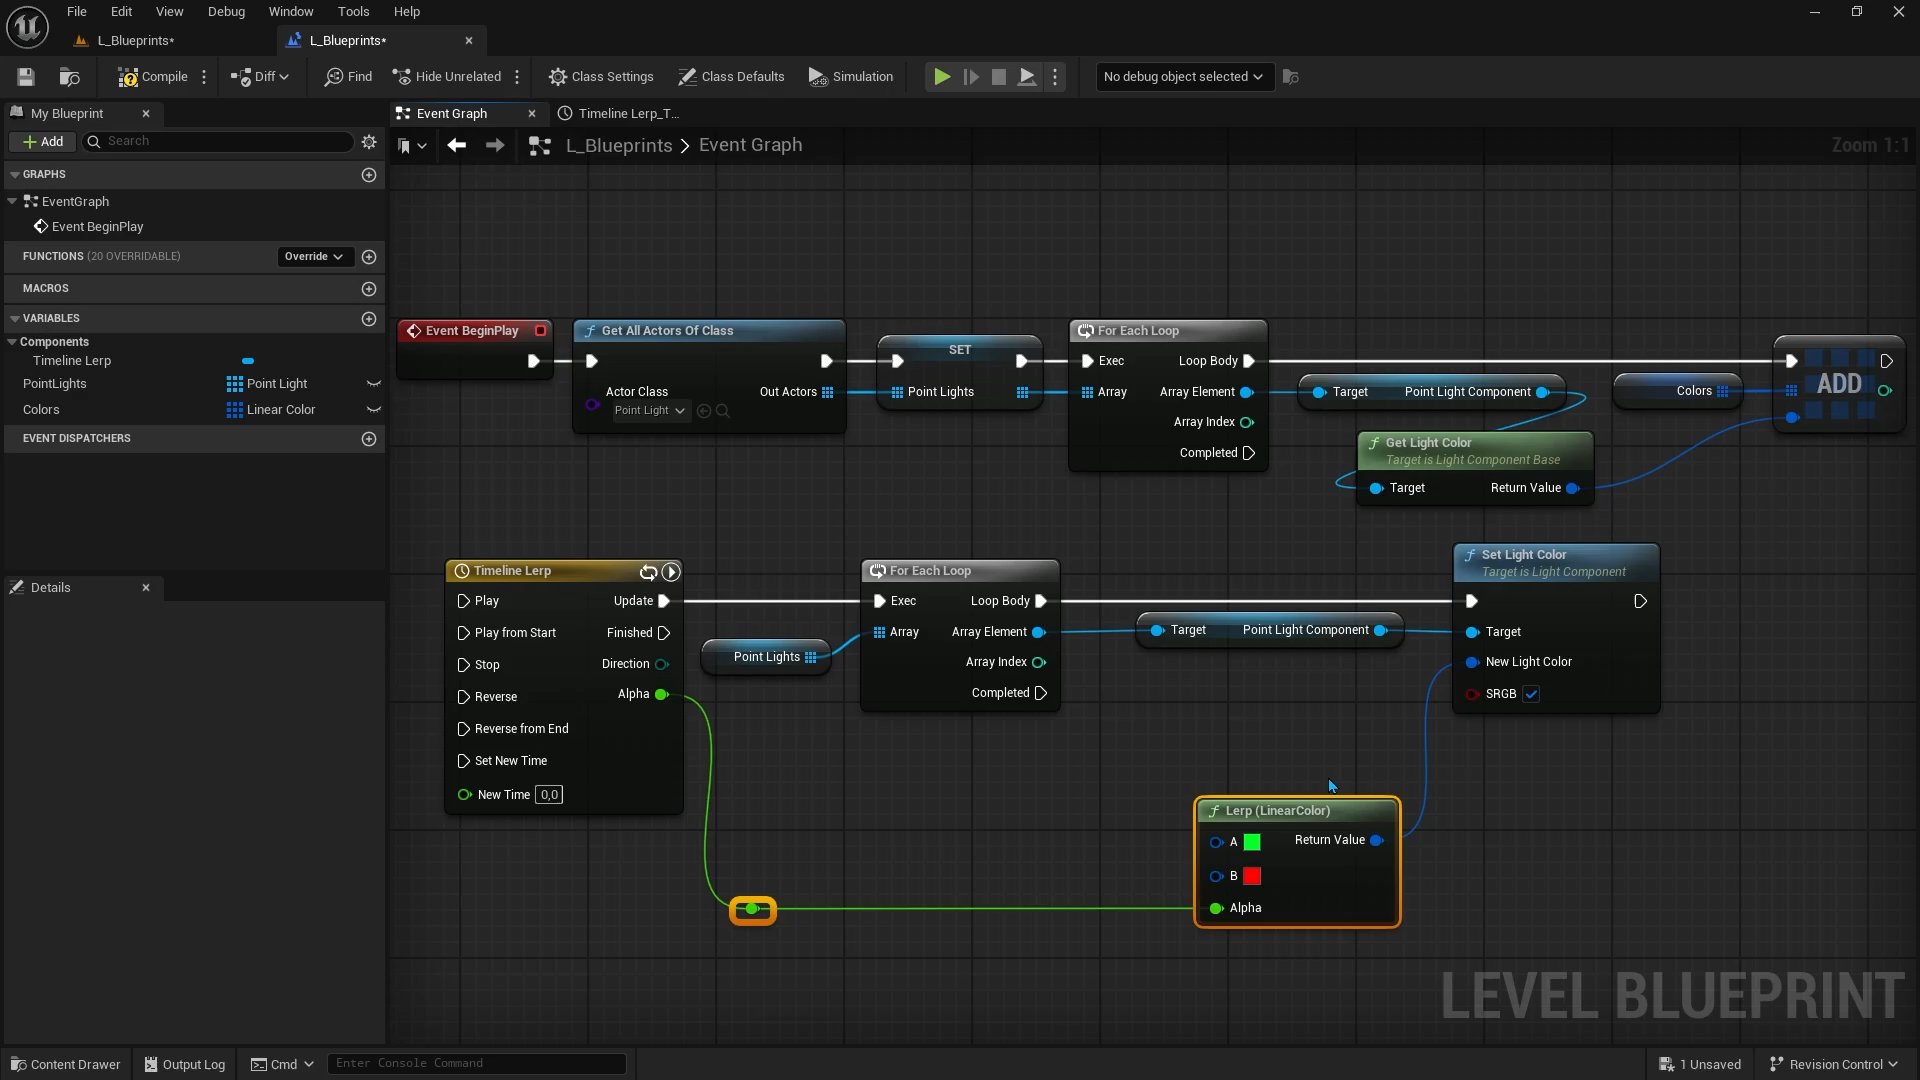 File Edit View Debug Window Tools Help
L_Blueprints*
L_Blueprints*
Compile Diff Find Hide Unrelated Class Settings Class Defaults Simulation No debug object selected
My Blueprint
Add Search
GRAPHS
EventGraph
Event BeginPlay
FUNCTIONS (20 OVERRIDABLE) Override
MACROS
VARIABLES
Components
Timeline Lerp
PointLights Point Light
Colors Linear Color
EVENT DISPATCHERS
Details
Event Graph Timeline Lerp_T...
L_Blueprints > Event Graph Zoom 1:1
Event BeginPlay
Get All Actors Of Class
Actor Class
Point Light
Out Actors
SET
Point Lights
For Each Loop
Exec Loop Body
Array Array Element
Array Index
Completed
Target Point Light Component
Get Light Color
Target is Light Component Base
Target Return Value
Colors
ADD
Timeline Lerp
Play Update
Play from Start Finished
Stop Direction
Reverse Alpha
Reverse from End
Set New Time
New Time 0,0
Point Lights
For Each Loop
Exec Loop Body
Array Array Element
Array Index
Completed
Target Point Light Component
Set Light Color
Target is Light Component
Target
New Light Color
SRGB
Lerp (LinearColor)
A Return Value
B
Alpha
LEVEL BLUEPRINT
Content Drawer Output Log Cmd Enter Console Command 1 Unsaved Revision Control